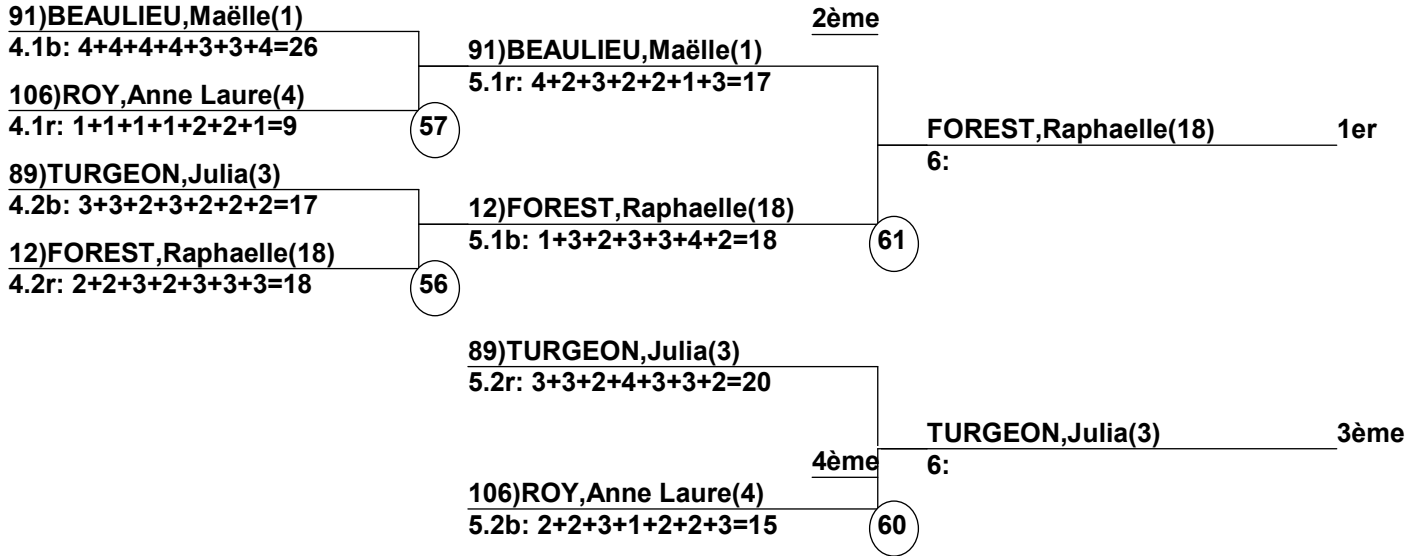 91)BEAULIEU,Maëlle(1)
4.1b: 4+4+4+4+3+3+4=26
106)ROY,Anne Laure(4)
4.1r: 1+1+1+1+2+2+1=9
57
89)TURGEON,Julia(3)
4.2b: 3+3+2+3+2+2+2=17
12)FOREST,Raphaelle(18)
4.2r: 2+2+3+2+3+3+3=18
56
2ème
91)BEAULIEU,Maëlle(1)
5.1r: 4+2+3+2+2+1+3=17
12)FOREST,Raphaelle(18)
5.1b: 1+3+2+3+3+4+2=18
61
FOREST,Raphaelle(18)
1er
6:
89)TURGEON,Julia(3)
5.2r: 3+3+2+4+3+3+2=20
4ème
106)ROY,Anne Laure(4)
5.2b: 2+2+3+1+2+2+3=15
60
TURGEON,Julia(3)
3ème
6: